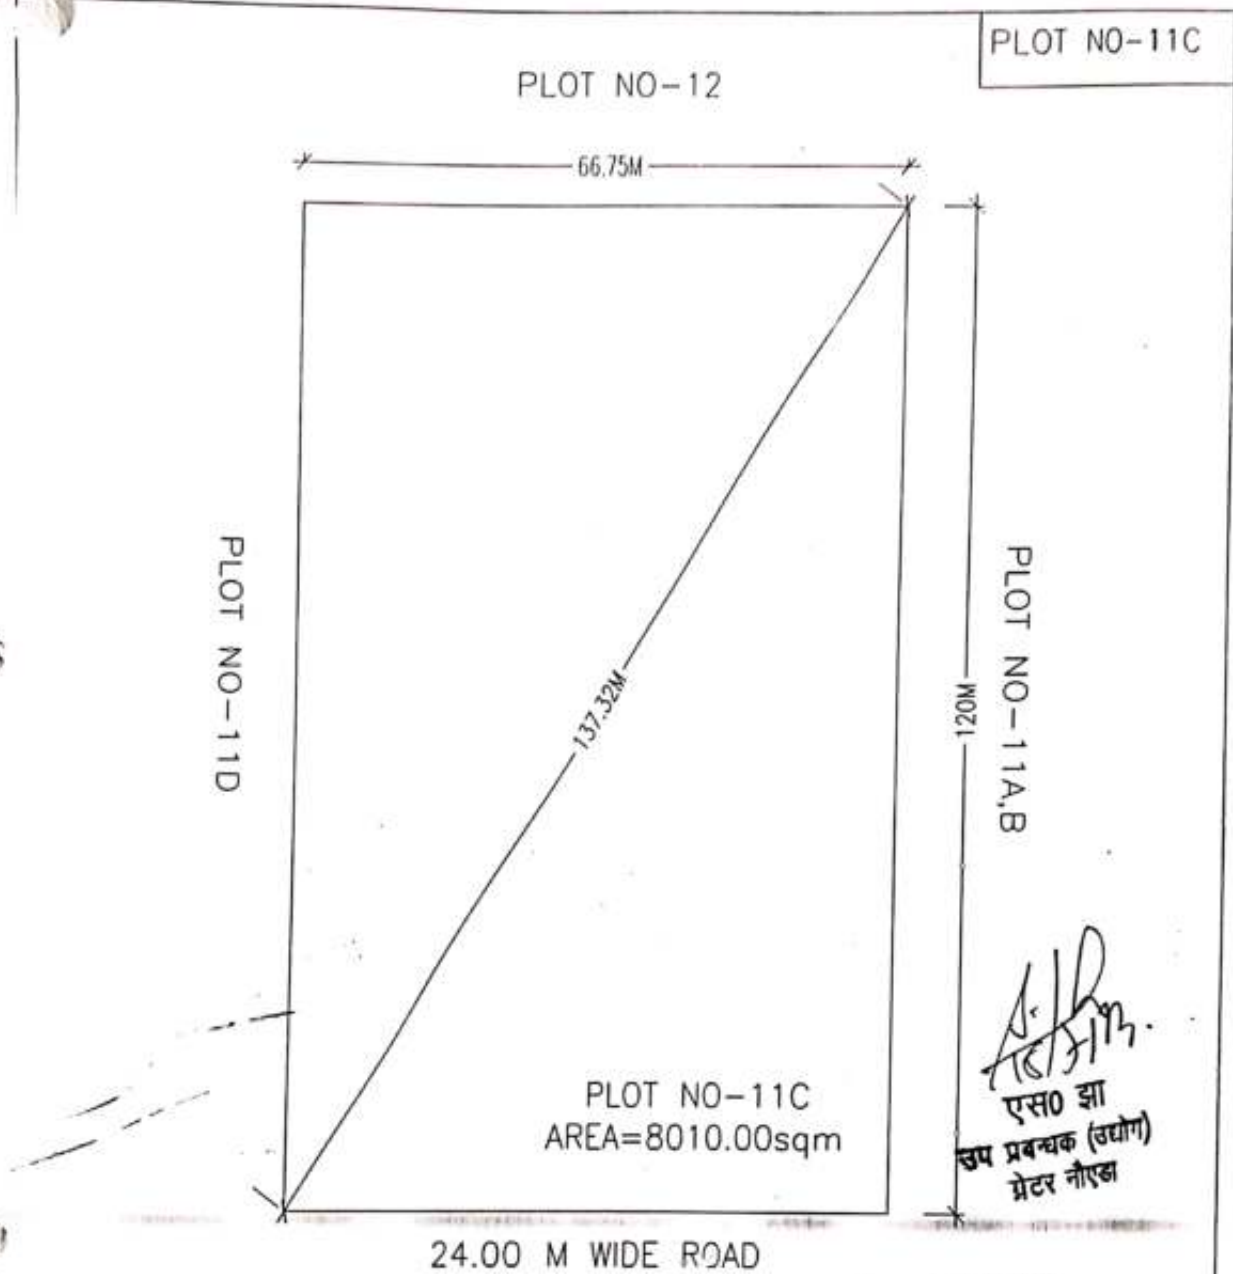 PLOT NO-11C
PLOT NO-12
66.75M
PLOT NO-11D
137.32M
120M
PLOT NO-11A,B
PLOT NO-11C
AREA=8010.00sqm
एस0 झा
उप प्रबन्धक (उद्योग)
ग्रेटर नौएडा
24.00 M WIDE ROAD